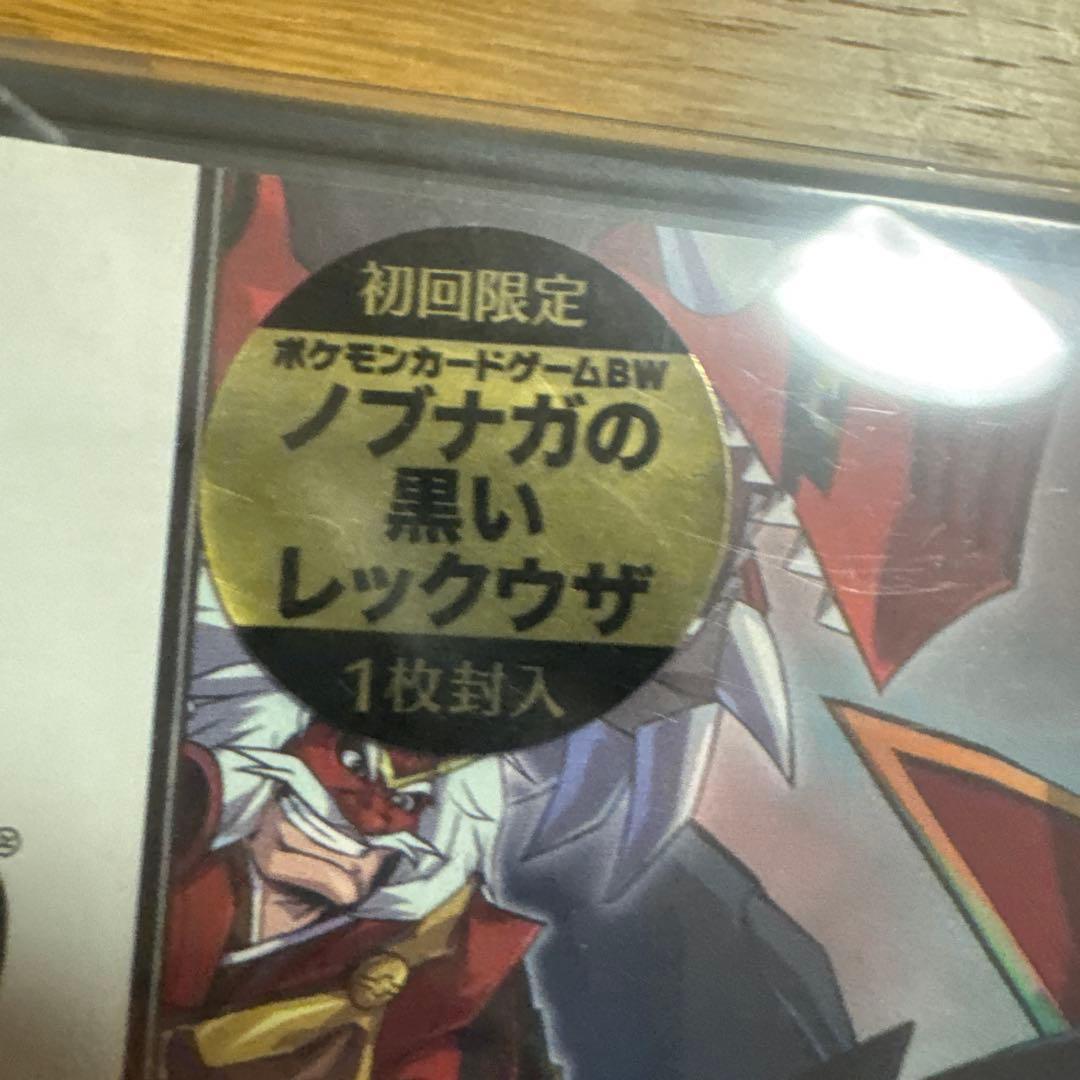 初回限定
ポケモンカードゲームBW
ノブナガの
黒い
レックウザ
1枚封入
®